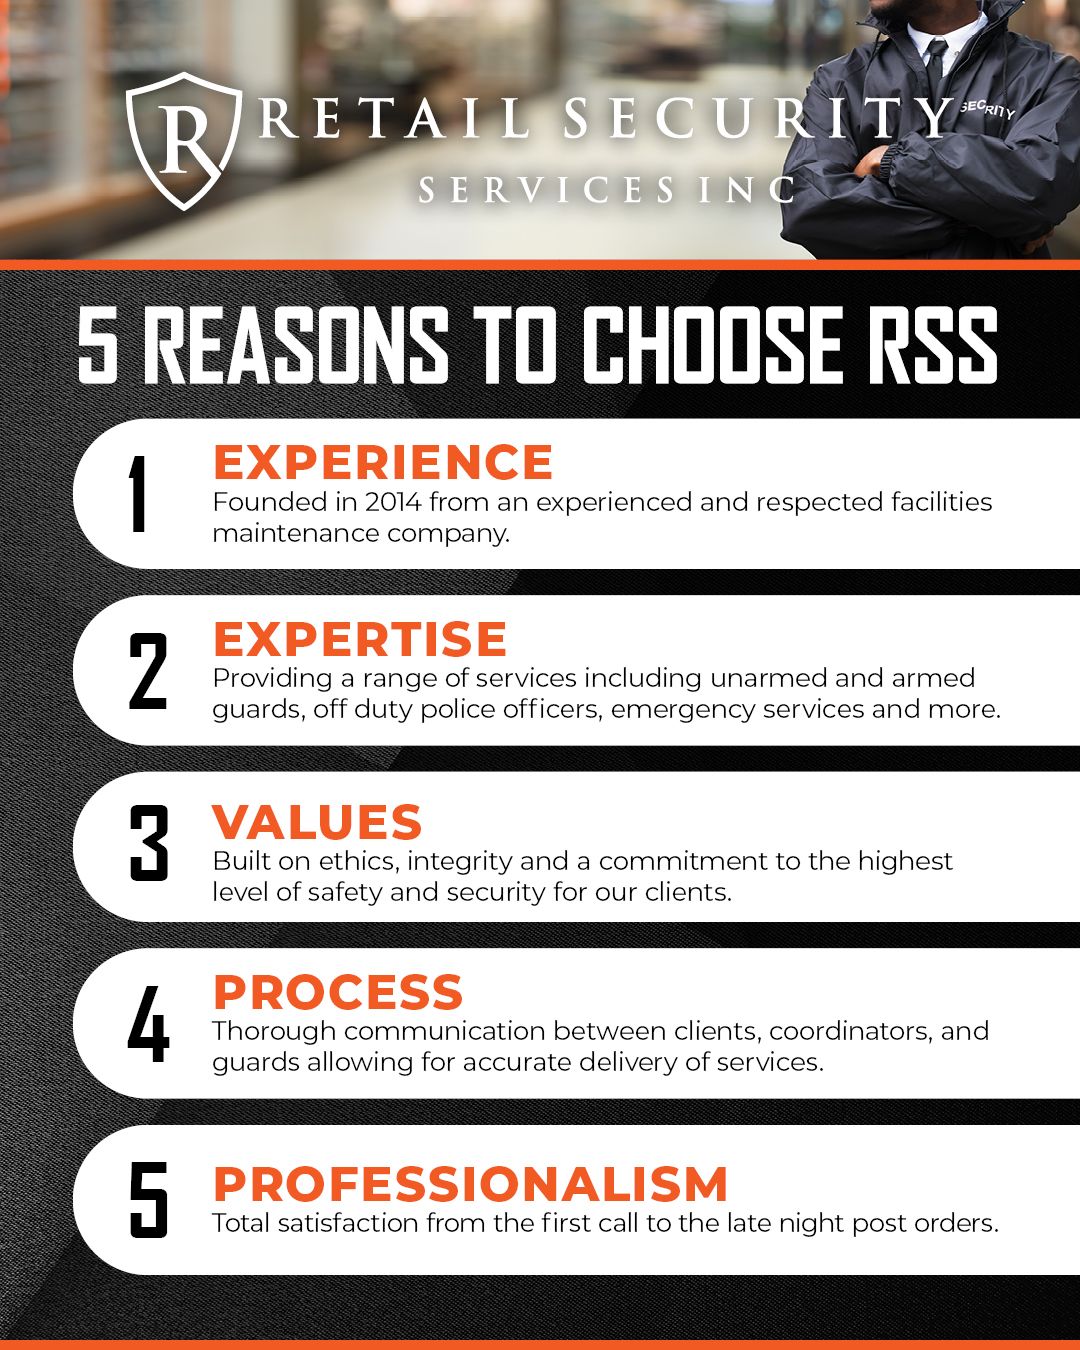 R RETAIL SECURITY
SERVICES INC
SECRITY
5 REASONS TO CHOOSE RSS
1
EXPERIENCE
Founded in 2014 from an experienced and respected facilities
maintenance company.
2
EXPERTISE
Providing a range of services including unarmed and armed
guards, off duty police officers, emergency services and more.
3
VALUES
Built on ethics, integrity and a commitment to the highest
level of safety and security for our clients.
4
PROCESS
Thorough communication between clients, coordinators, and
guards allowing for accurate delivery of services.
5
PROFESSIONALISM
Total satisfaction from the first call to the late night post orders.